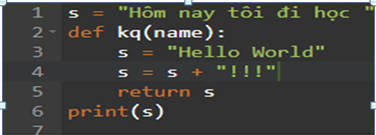 1 s = "Hôm nay tôi đi học "
2 def kq(name):
3     s = "Hello World"
4     s = s + "!!!"
5     return s
6 print(s)
7